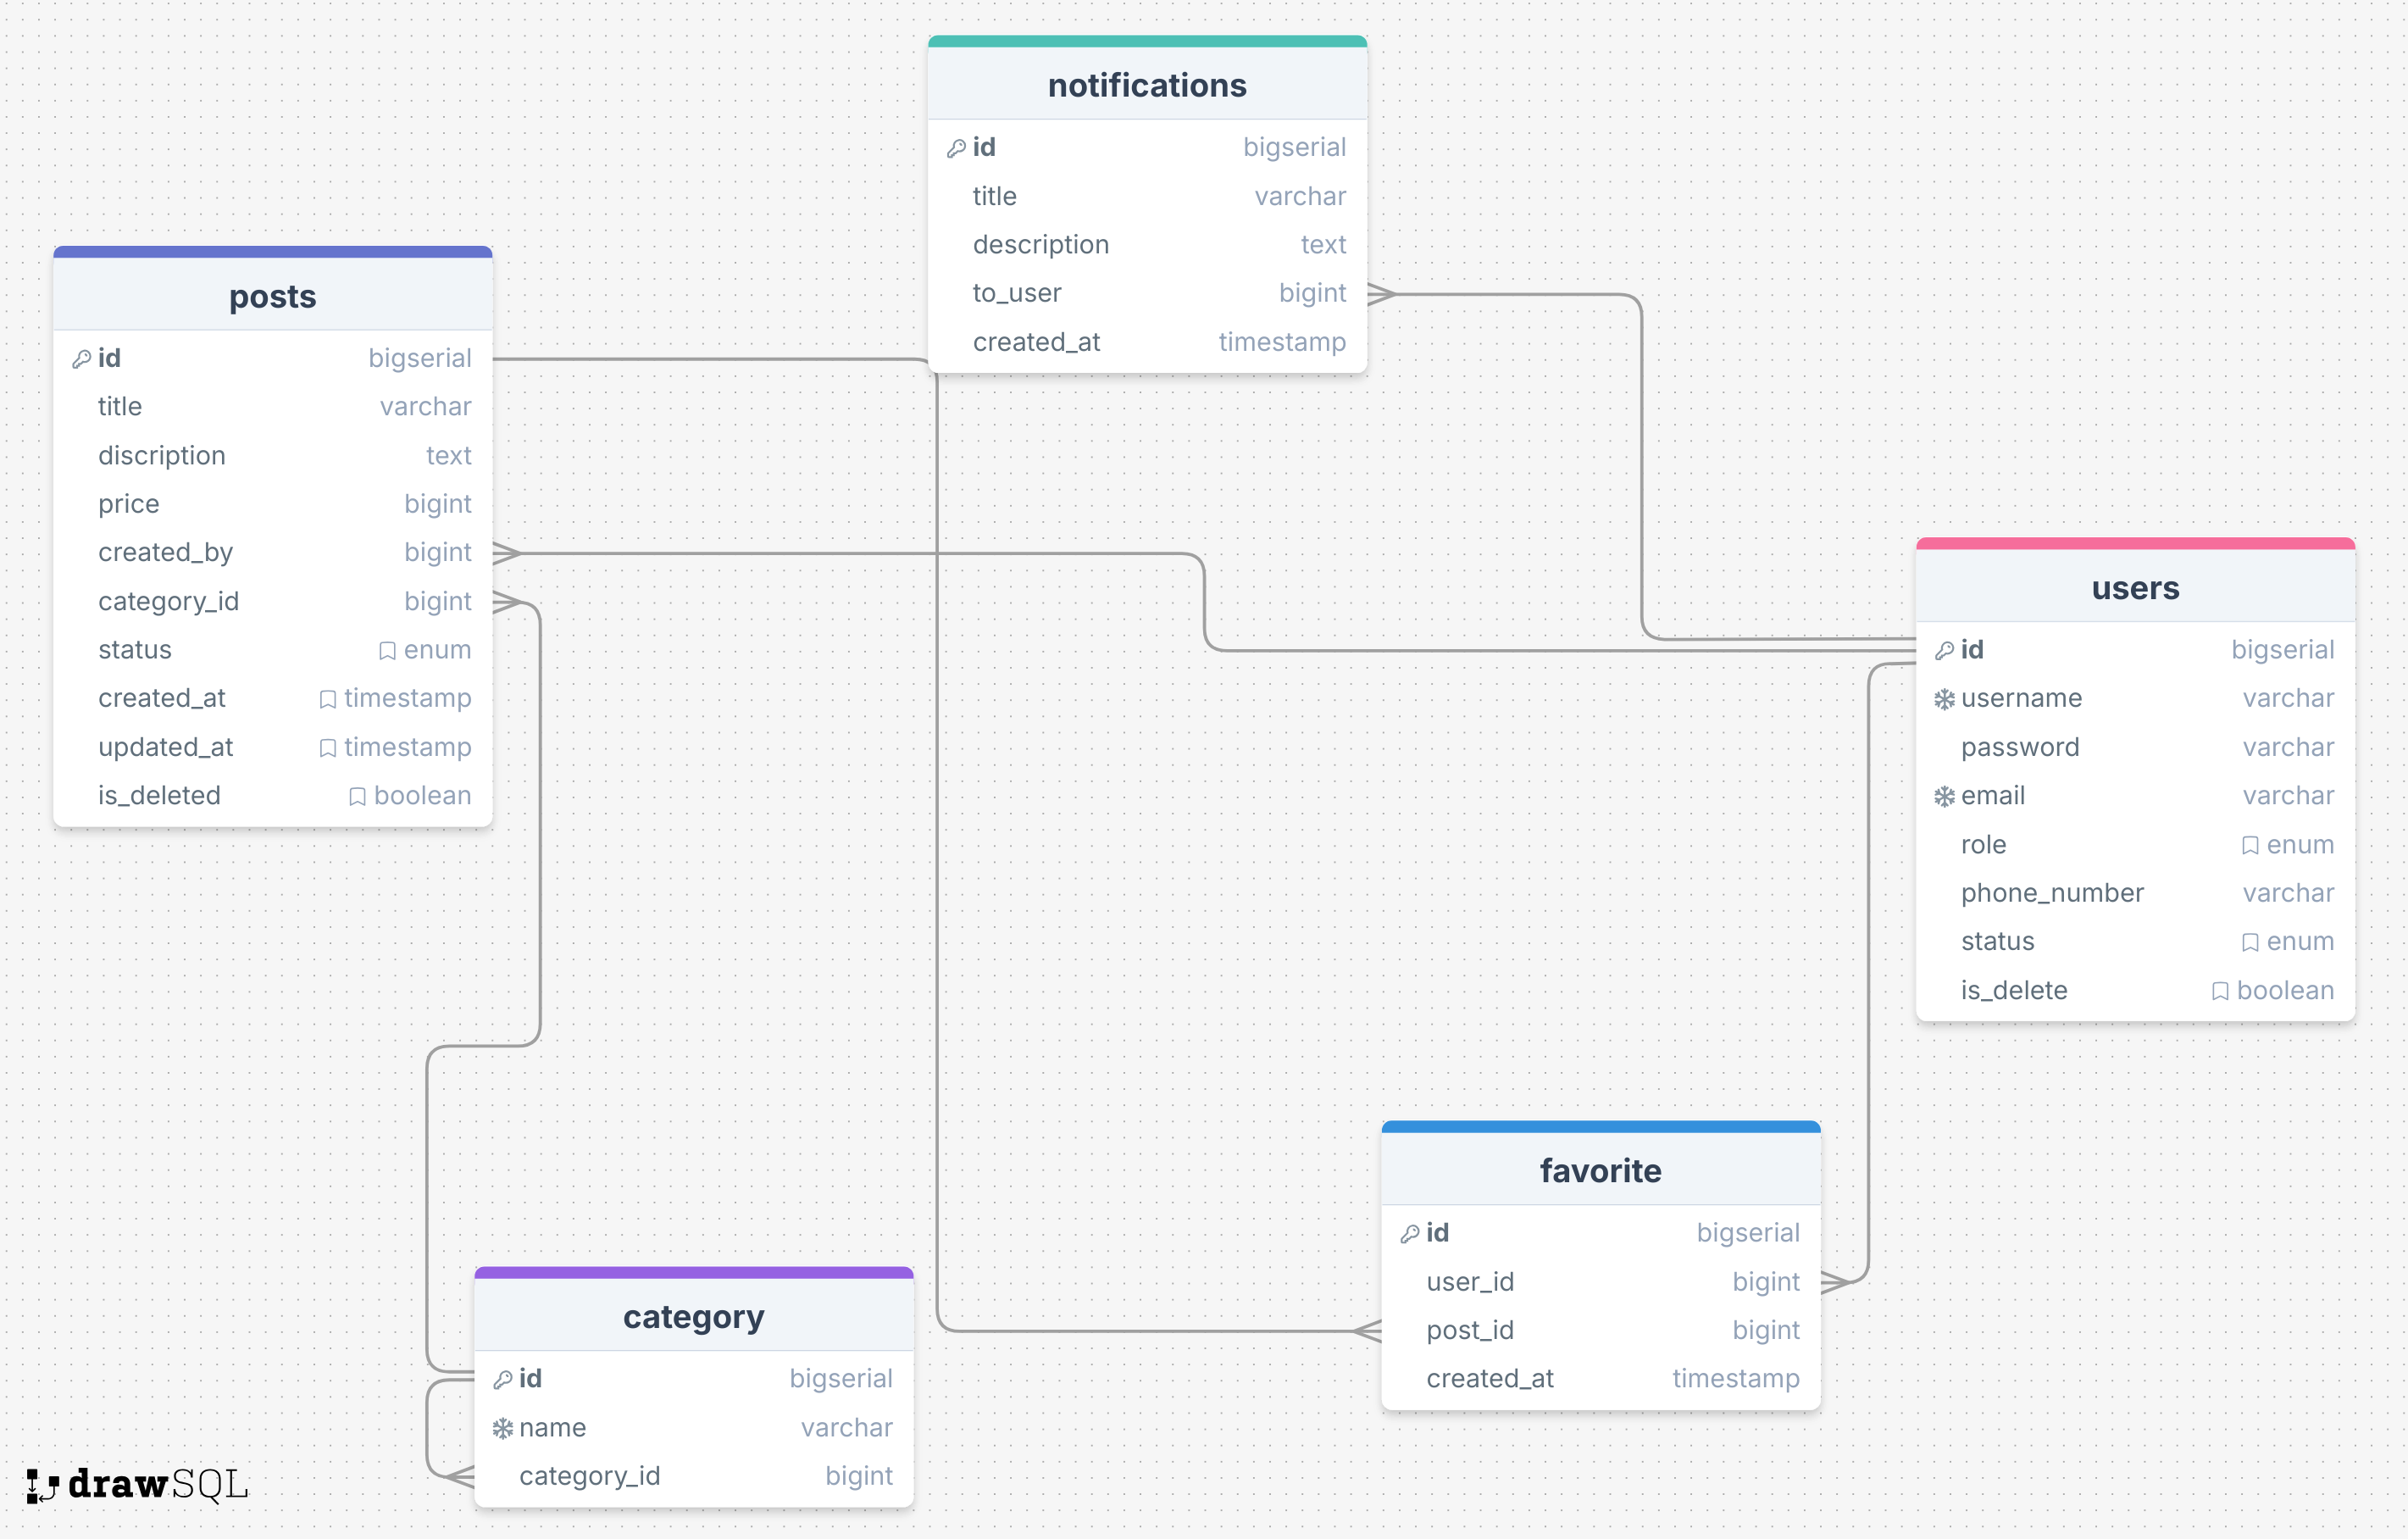 notifications
id bigserial
title varchar
description text
to_user bigint
created_at timestamp
posts
id bigserial
title varchar
discription text
price bigint
created_by bigint
category_id bigint
status enum
created_at timestamp
updated_at timestamp
is_deleted boolean
users
id bigserial
username varchar
password varchar
email varchar
role enum
phone_number varchar
status enum
is_delete boolean
favorite
id bigserial
user_id bigint
post_id bigint
created_at timestamp
category
id bigserial
name varchar
category_id bigint
drawSQL